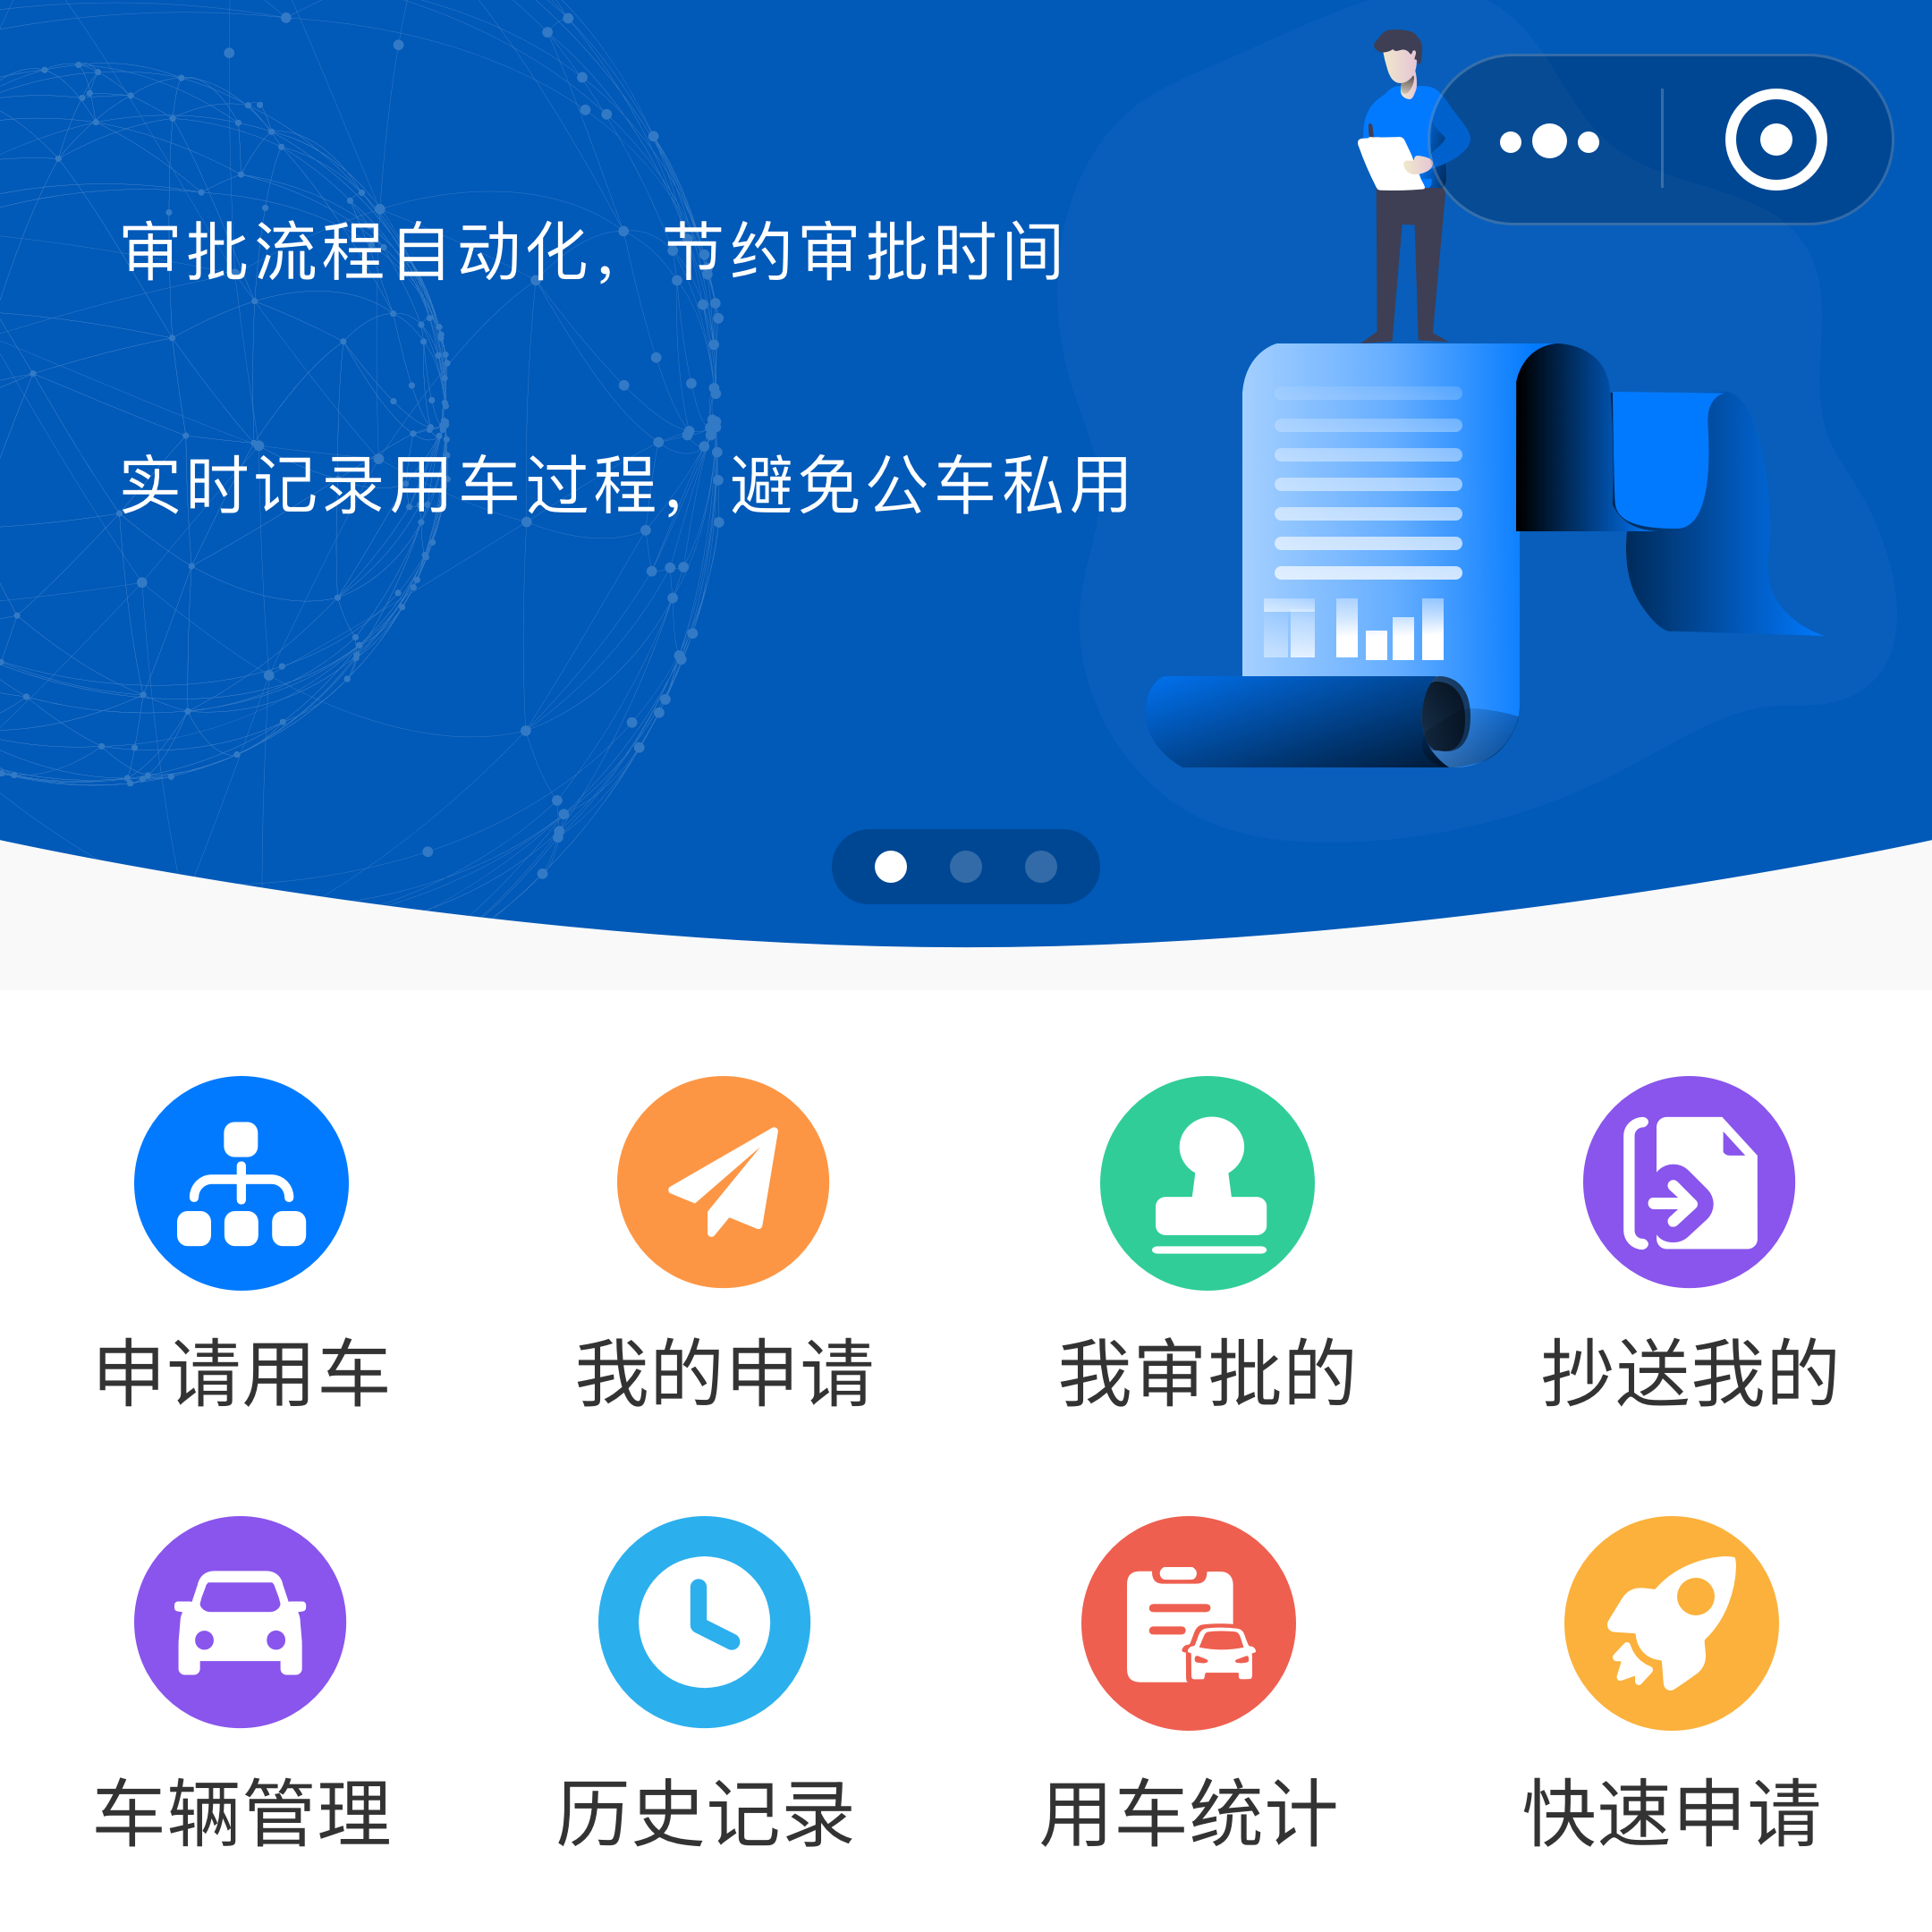 审批流程自动化，节约审批时间
实时记录用车过程，避免公车私用
申请用车
我的申请
我审批的
抄送我的
车辆管理
历史记录
用车统计
快速申请